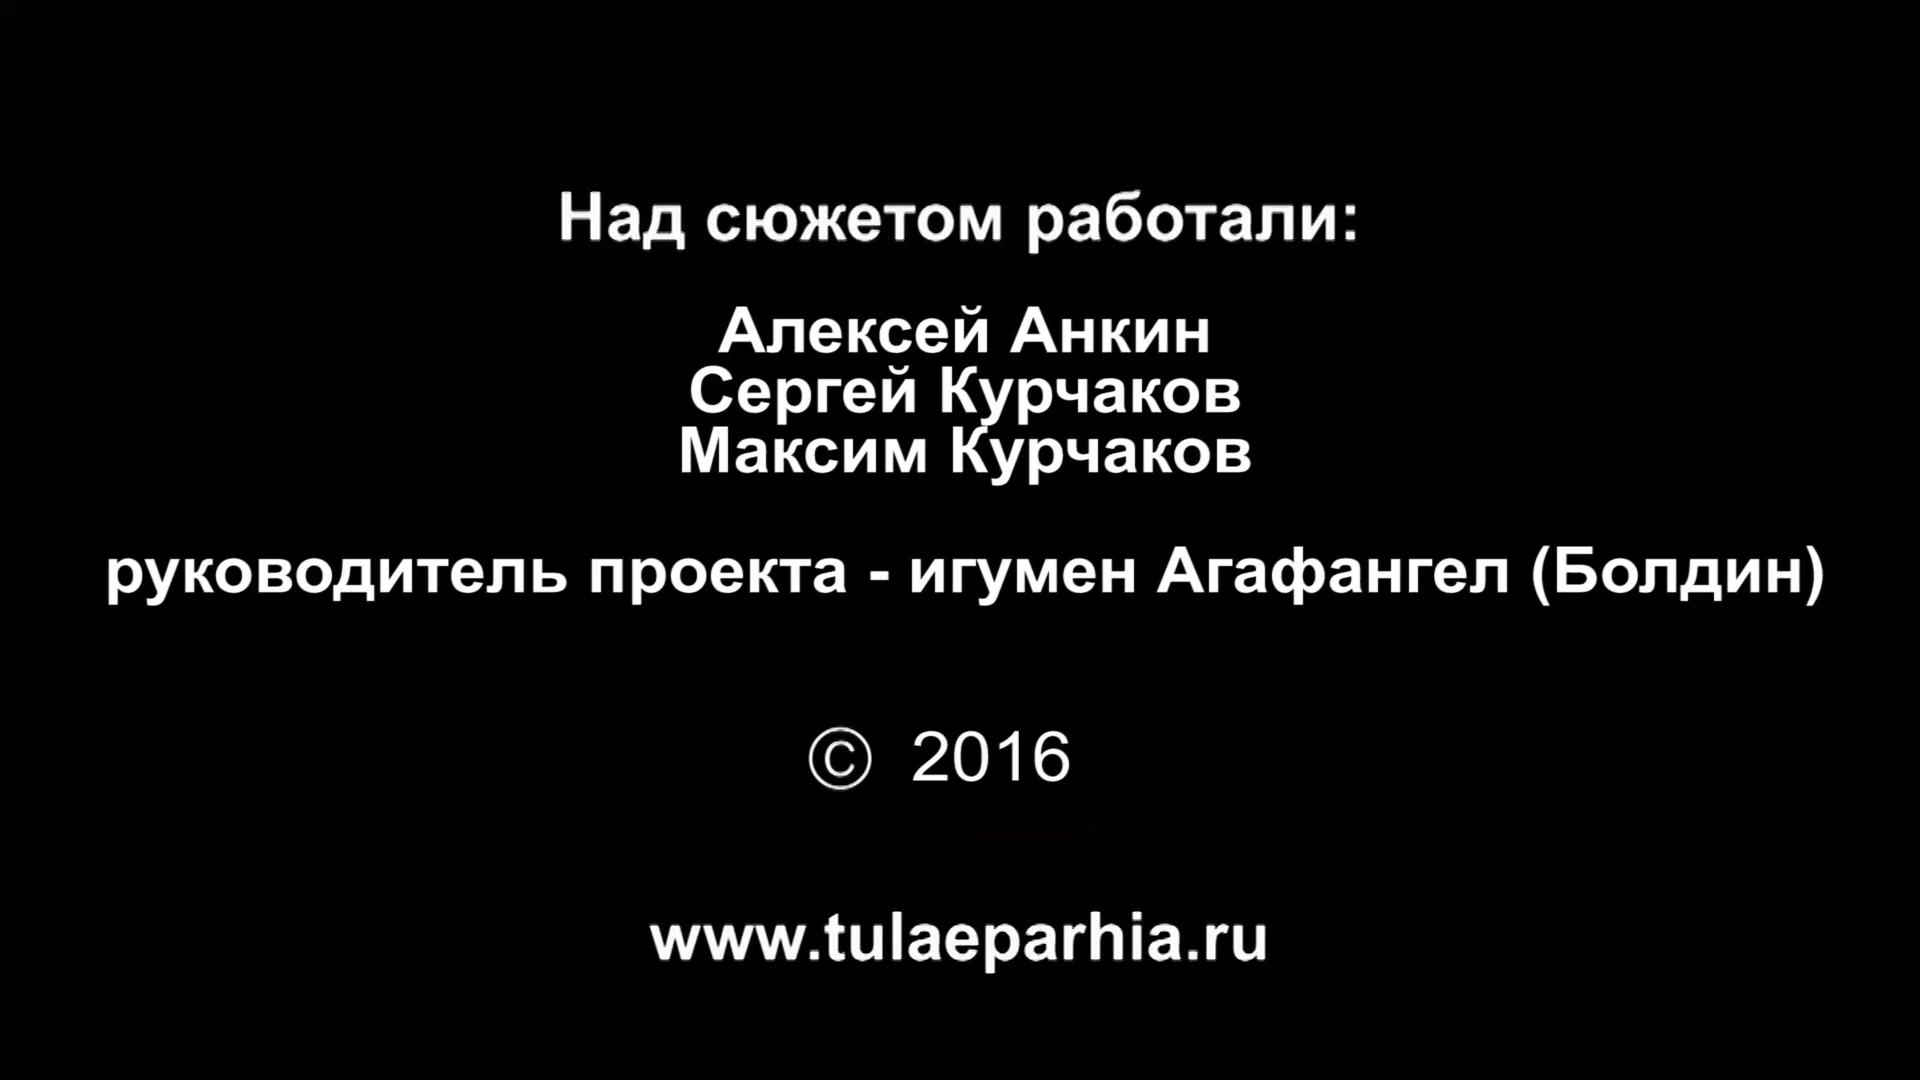 Над сюжетом работали:
Алексей Анкин
Сергей Курчаков
Максим Курчаков
руководитель проекта - игумен Агафангел (Болдин)
© 2016
www.tulaeparhia.ru